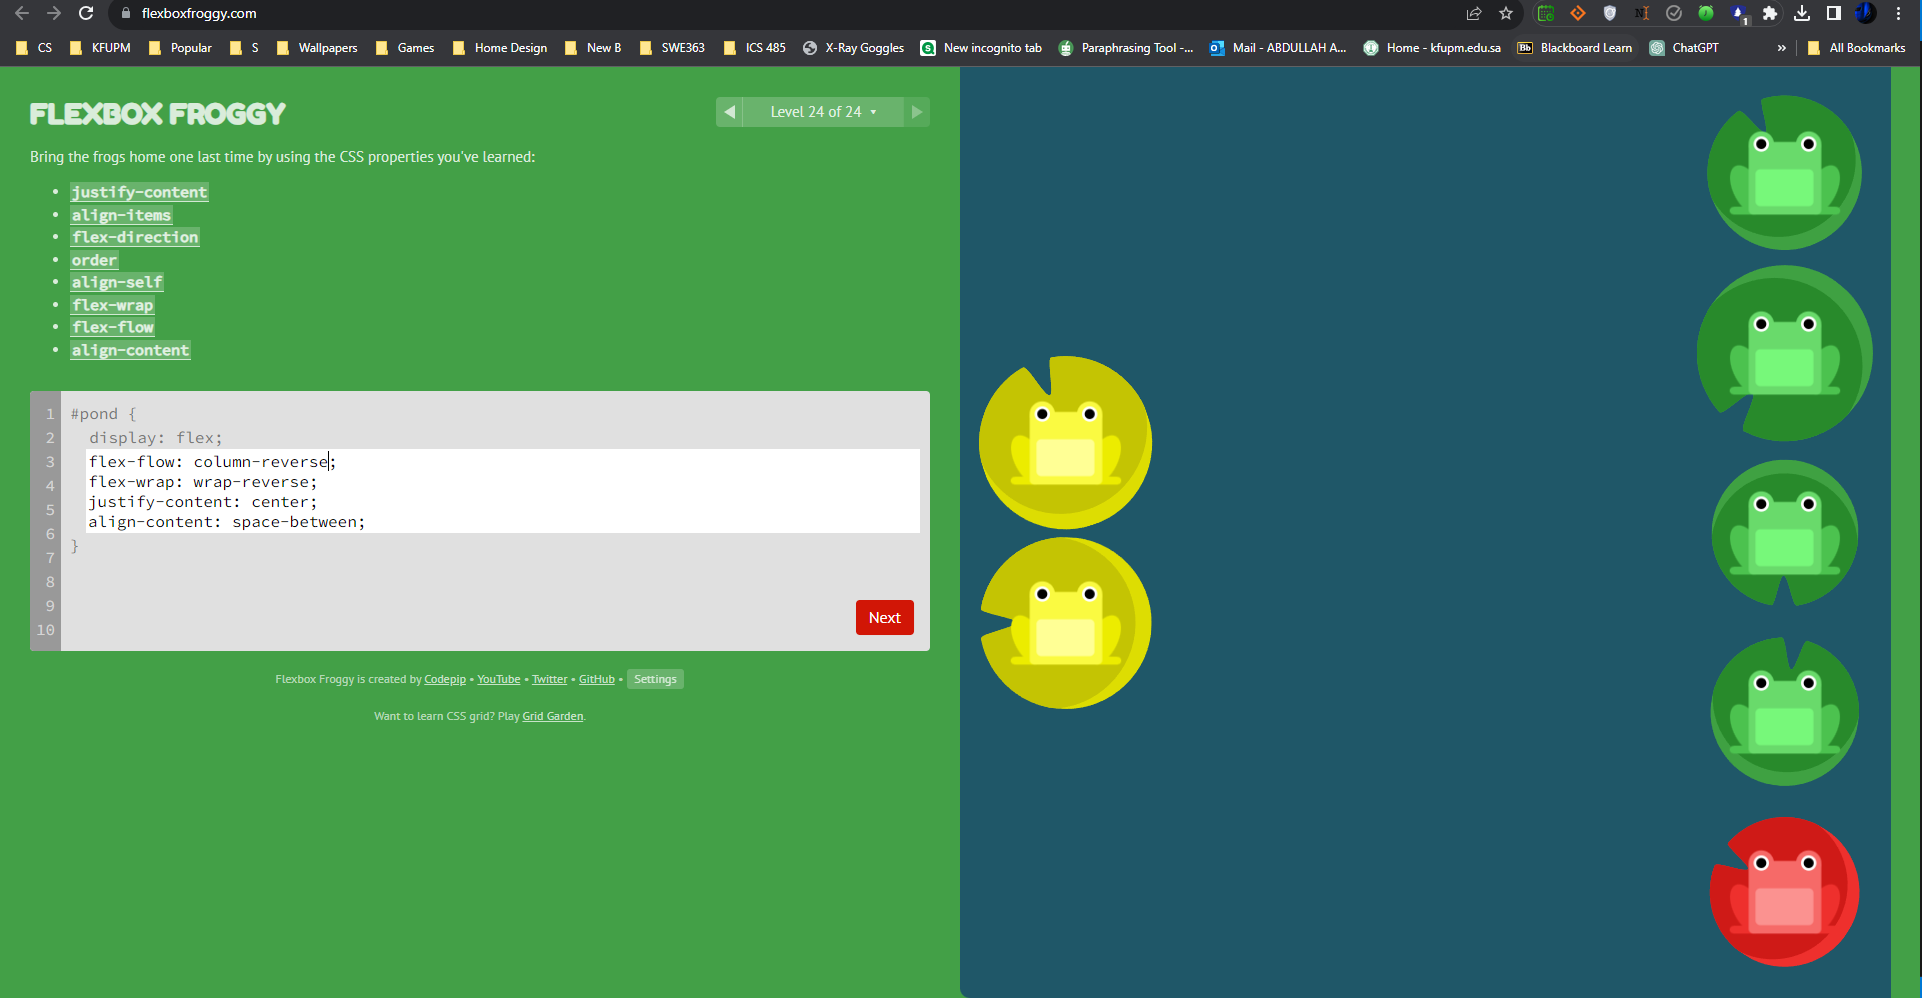 flexboxfroggy.com
1
CS KFUPM Popular S Wallpapers Games Home Design New B SWE363 ICS 485 X-Ray Goggles New incognito tab Paraphrasing Tool -... Mail - ABDULLAH A... Home - kfupm.edu.sa Bb Blackboard Learn ChatGPT » All Bookmarks
FLEXBOX FROGGY
◀ Level 24 of 24 ▾ ▶
Bring the frogs home one last time by using the CSS properties you've learned:
• justify-content
• align-items
• flex-direction
• order
• align-self
• flex-wrap
• flex-flow
• align-content
1 #pond {
2 display: flex;
3 flex-flow: column-reverse;
4 flex-wrap: wrap-reverse;
5 justify-content: center;
6 align-content: space-between;
7 }
8
9
10
Next
Flexbox Froggy is created by Codepip • YouTube • Twitter • GitHub • Settings
Want to learn CSS grid? Play Grid Garden.